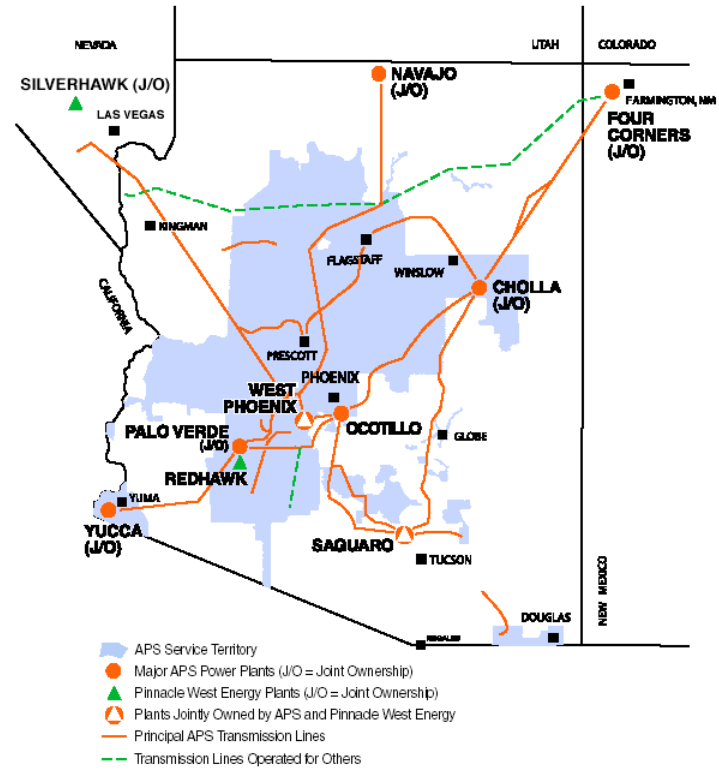 NEVADA
UTAH
COLORADO
SILVERHAWK (J/O)
LAS VEGAS
NAVAJO
(J/O)
FARMINGTON, NM
FOUR
CORNERS
(J/O)
KINGMAN
FLAGSTAFF
WINSLOW
CHOLLA
(J/O)
CALIFORNIA
PRESCOTT
PHOENIX
WEST
PHOENIX
OCOTILLO
PALO VERDE
(J/O)
GLOBE
REDHAWK
YUMA
YUCCA
(J/O)
SAGUARO
TUCSON
NEW MEXICO
DOUGLAS
NOGALES
APS Service Territory
Major APS Power Plants (J/O = Joint Ownership)
Pinnacle West Energy Plants (J/O = Joint Ownership)
Plants Jointly Owned by APS and Pinnacle West Energy
Principal APS Transmission Lines
Transmission Lines Operated for Others